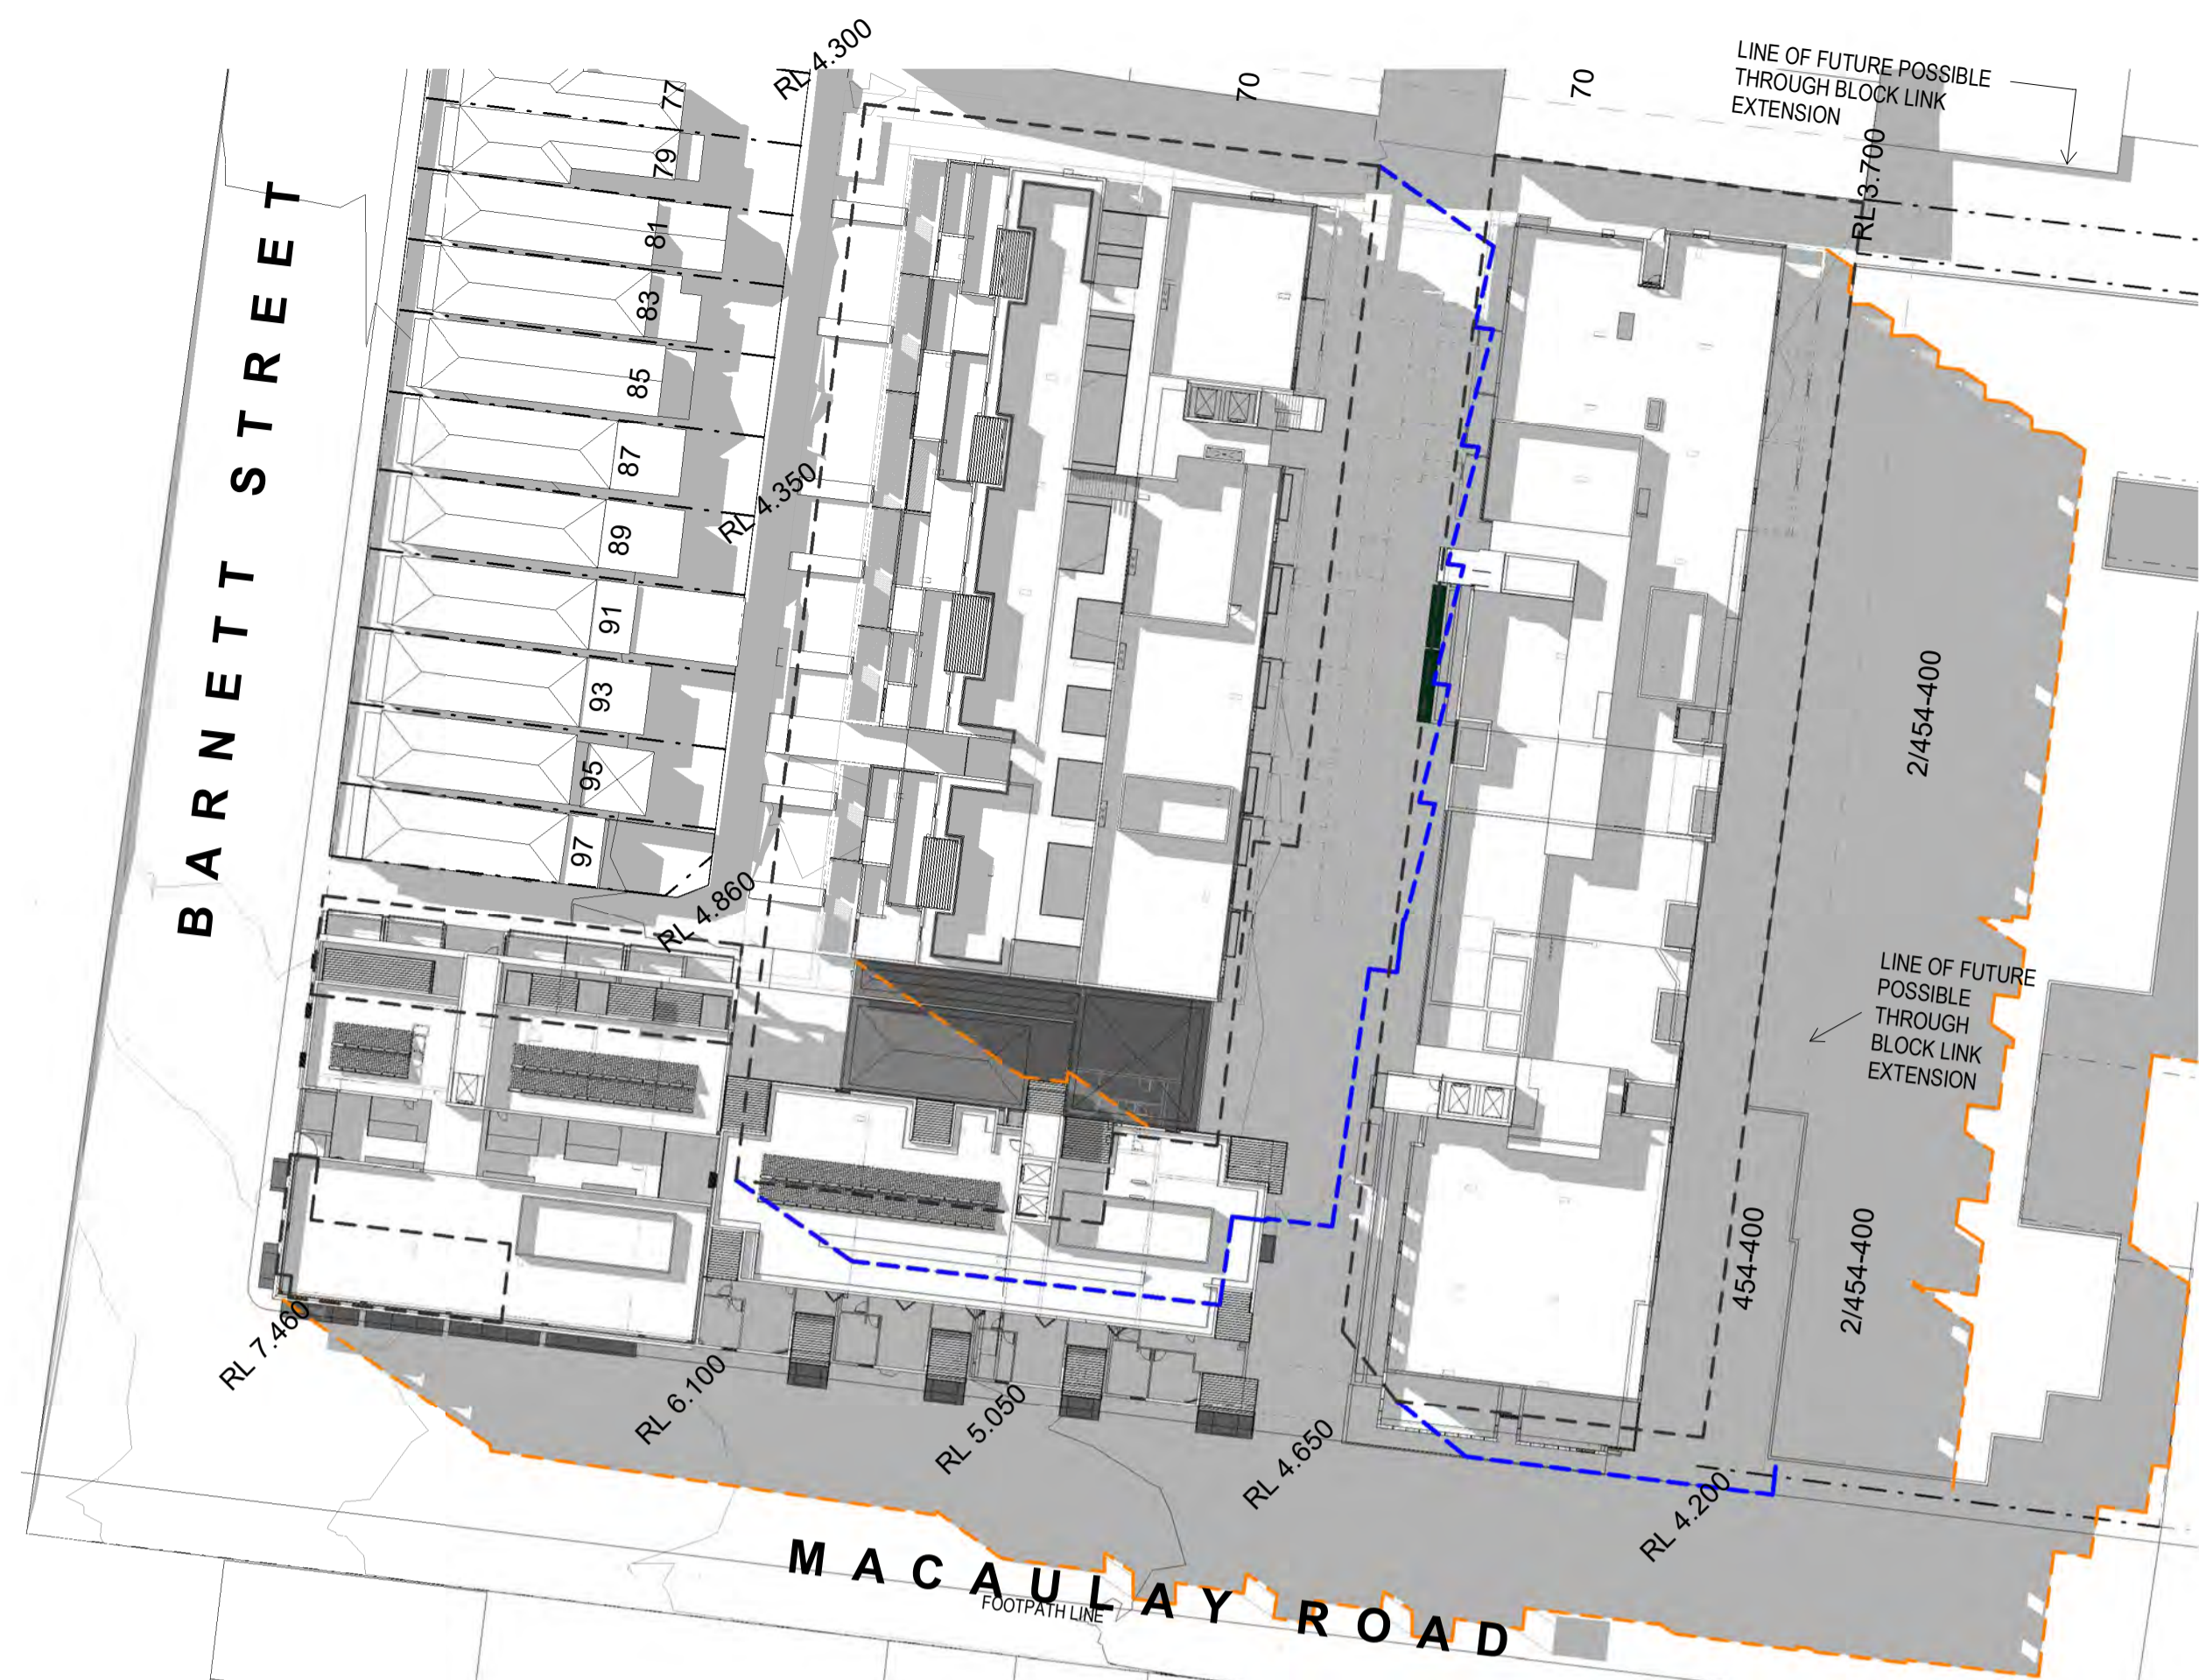 RL 4.300
70
70
LINE OF FUTURE POSSIBLE
THROUGH BLOCK LINK
EXTENSION
RL 3.700
BARNETT STREET
77
79
81
83
85
87
89
91
93
95
97
RL 4.350
RL 4.860
2/454-400
LINE OF FUTURE
POSSIBLE
THROUGH
BLOCK LINK
EXTENSION
454-400
2/454-400
RL 7.460
RL 6.100
RL 5.050
RL 4.650
RL 4.200
MACAULAY ROAD
FOOTPATH LINE